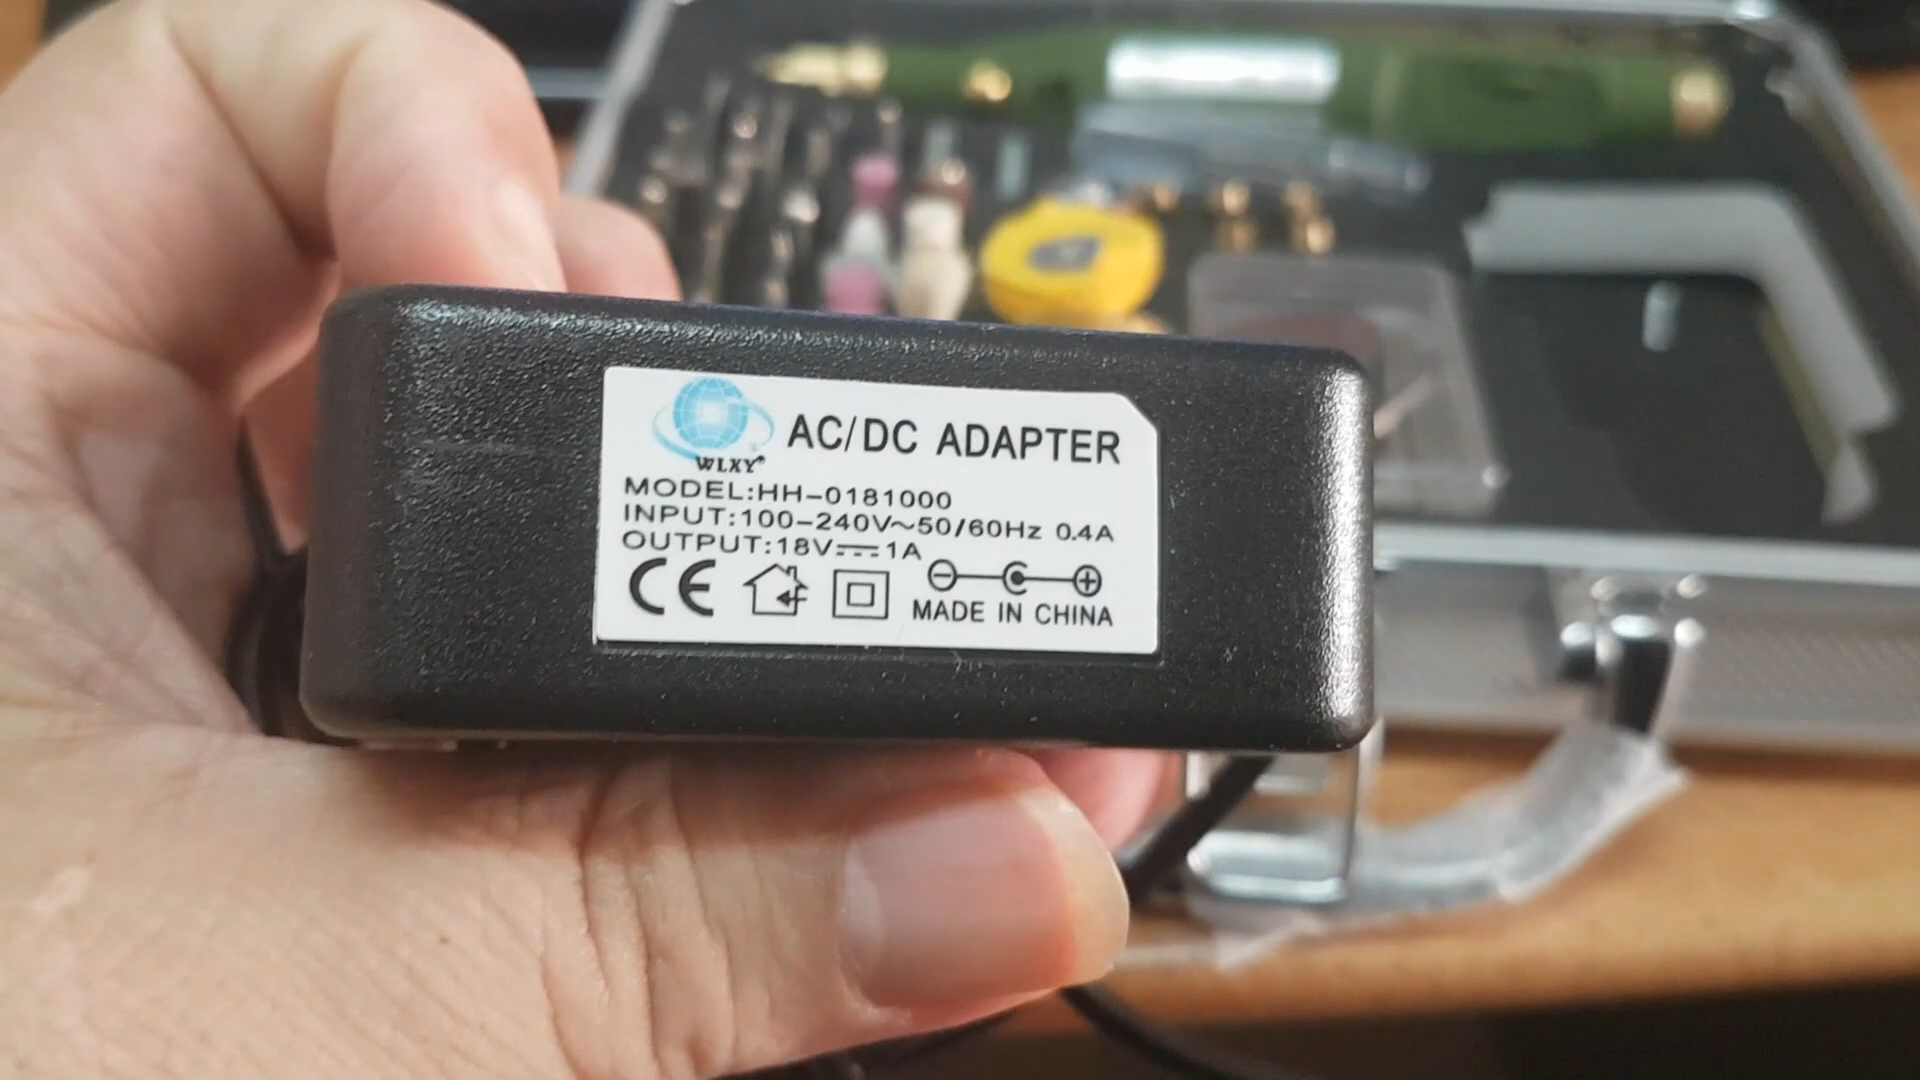 AC/DC ADAPTER
WLXY®
MODEL:HH-0181000
INPUT:100-240V~50/60Hz 0.4A
OUTPUT:18V⎓1A
CE
MADE IN CHINA